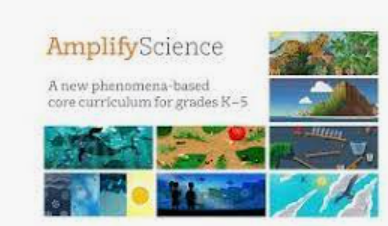 AmplifyScience
A new phenomena-based
core curriculum for grades K–5